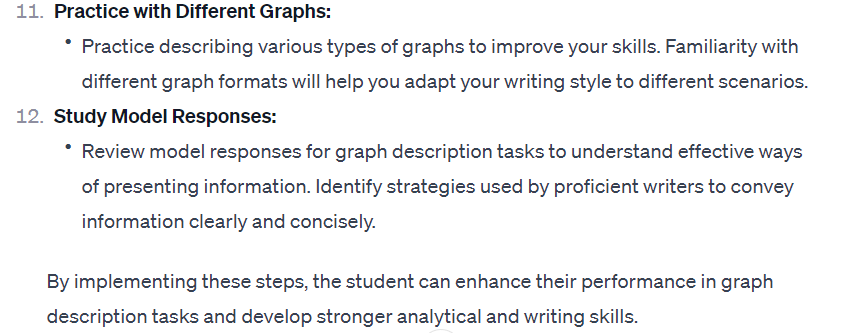 11. Practice with Different Graphs:
• Practice describing various types of graphs to improve your skills. Familiarity with
different graph formats will help you adapt your writing style to different scenarios.
12. Study Model Responses:
• Review model responses for graph description tasks to understand effective ways
of presenting information. Identify strategies used by proficient writers to convey
information clearly and concisely.
By implementing these steps, the student can enhance their performance in graph
description tasks and develop stronger analytical and writing skills.